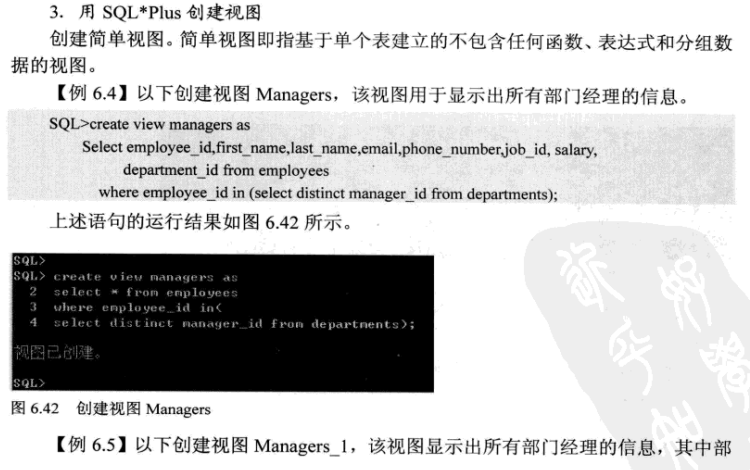 3. 用 SQL*Plus 创建视图
创建简单视图。简单视图即指基于单个表建立的不包含任何函数、表达式和分组数
据的视图。
【例 6.4】以下创建视图 Managers，该视图用于显示出所有部门经理的信息。
SQL>create view managers as
Select employee_id,first_name,last_name,email,phone_number,job_id, salary,
department_id from employees
where employee_id in (select distinct manager_id from departments);
上述语句的运行结果如图 6.42 所示。
SQL>
SQL> create view managers as
2 select * from employees
3 where employee_id in(
4 select distinct manager_id from departments);
视图已创建。
SQL>
图 6.42 创建视图 Managers
【例 6.5】以下创建视图 Managers_1，该视图显示出所有部门经理的信息，其中部